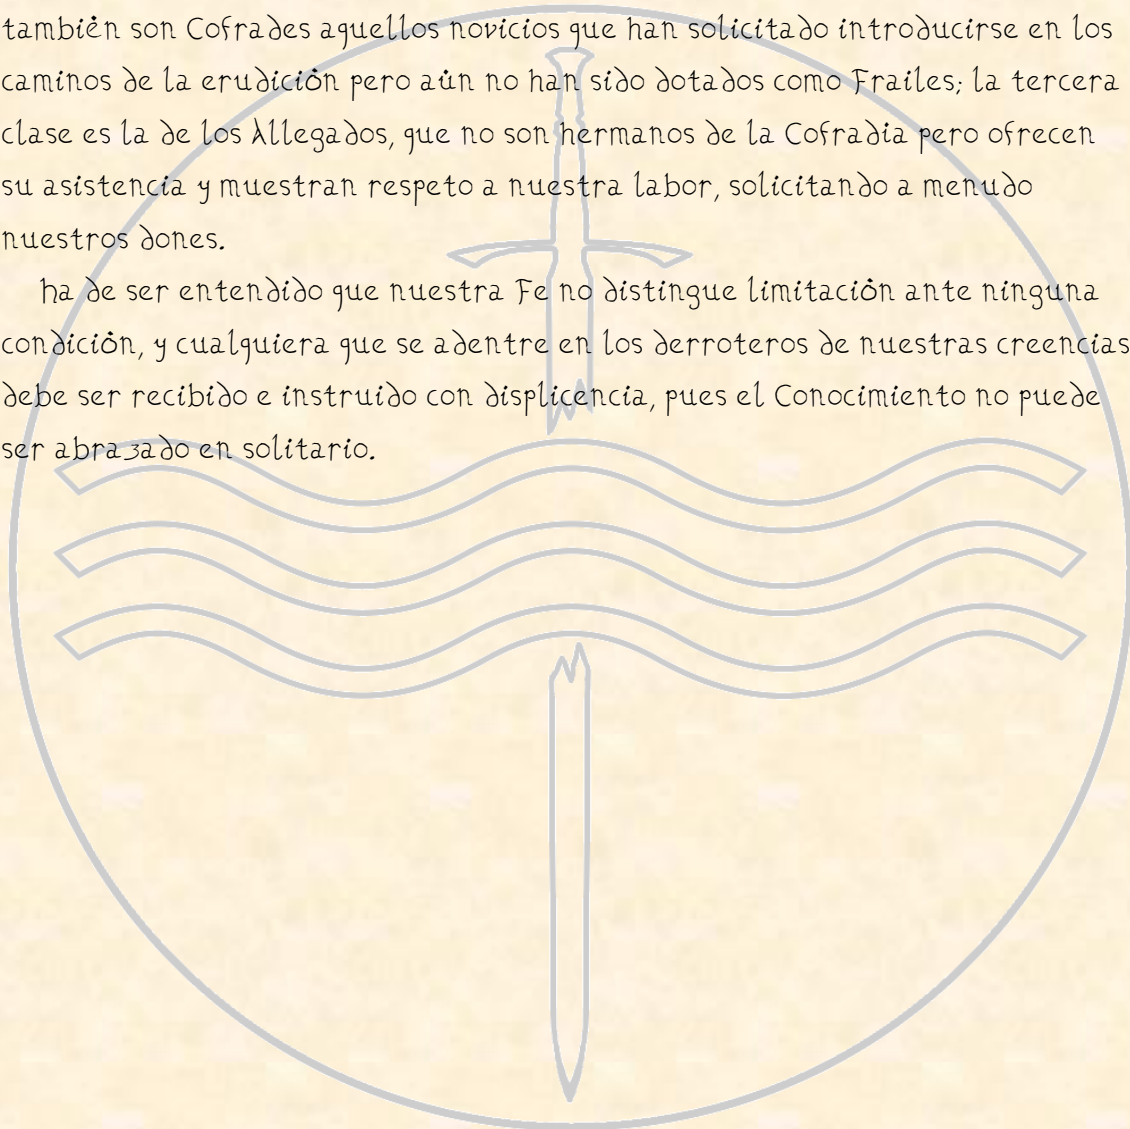 también son Cofrades aquellos novicios que han solicitado introducirse en los
caminos de la erudición pero aún no han sido dotados como Frailes; la tercera
clase es la de los Allegados, que no son hermanos de la Cofradía pero ofrecen
su asistencia y muestran respeto a nuestra labor, solicitando a menudo
nuestros dones.
Ha de ser entendido que nuestra Fe no distingue limitación ante ninguna
condición, y cualquiera que se adentre en los derroteros de nuestras creencias
debe ser recibido e instruido con displicencia, pues el Conocimiento no puede
ser abrazado en solitario.